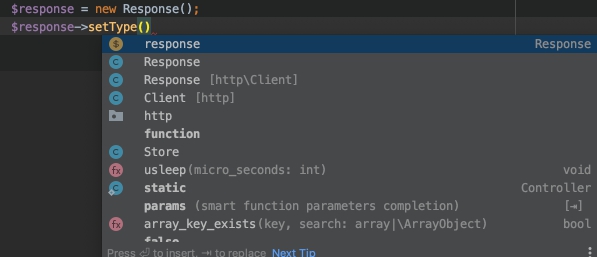 $response = new Response();
$response->setType()
$ response Response
C Response
C Response [http\Client]
C Client [http]
http
function
C Store
fx usleep(micro_seconds: int) void
C static Controller
params (smart function parameters completion) [⇥]
fx array_key_exists(key, search: array|\ArrayObject) bool
false
Press ⏎ to insert, ⇥ to replace Next Tip